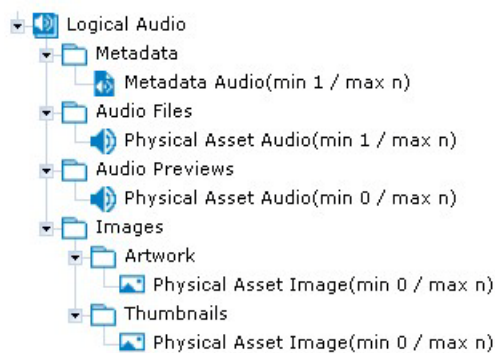 Logical Audio
Metadata
Metadata Audio(min 1 / max n)
Audio Files
Physical Asset Audio(min 1 / max n)
Audio Previews
Physical Asset Audio(min 0 / max n)
Images
Artwork
Physical Asset Image(min 0 / max n)
Thumbnails
Physical Asset Image(min 0 / max n)